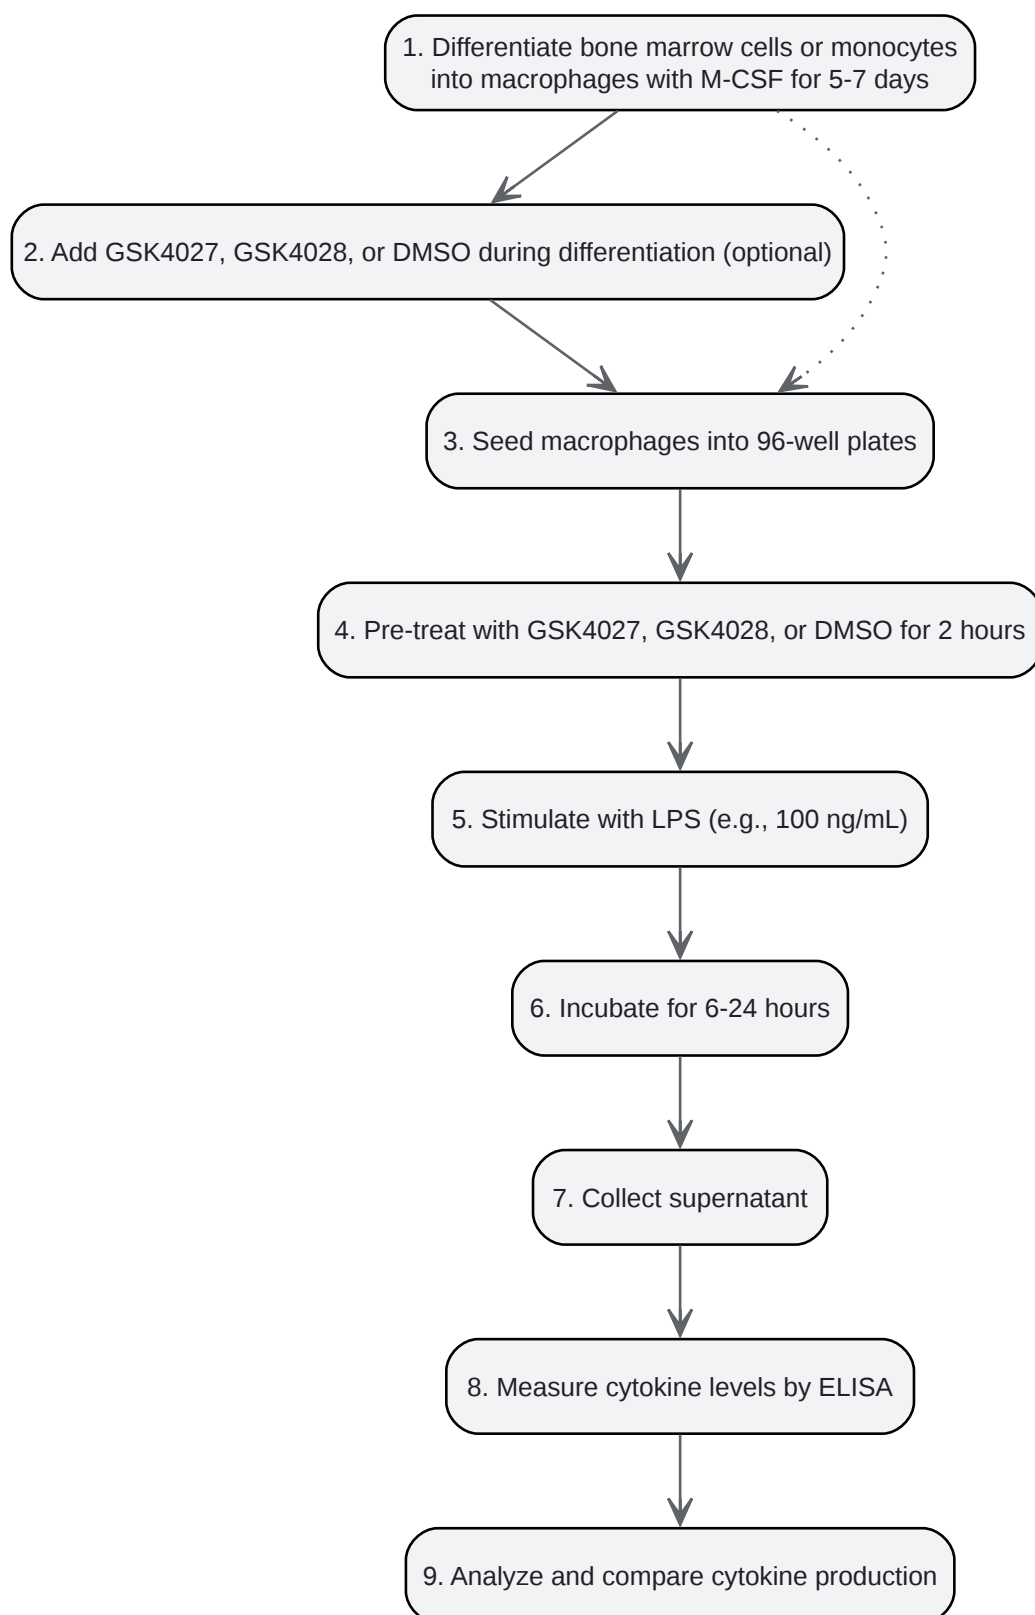 1. Differentiate bone marrow cells or monocytes
into macrophages with M-CSF for 5-7 days
2. Add GSK4027, GSK4028, or DMSO during differentiation (optional)
3. Seed macrophages into 96-well plates
4. Pre-treat with GSK4027, GSK4028, or DMSO for 2 hours
5. Stimulate with LPS (e.g., 100 ng/mL)
6. Incubate for 6-24 hours
7. Collect supernatant
8. Measure cytokine levels by ELISA
9. Analyze and compare cytokine production